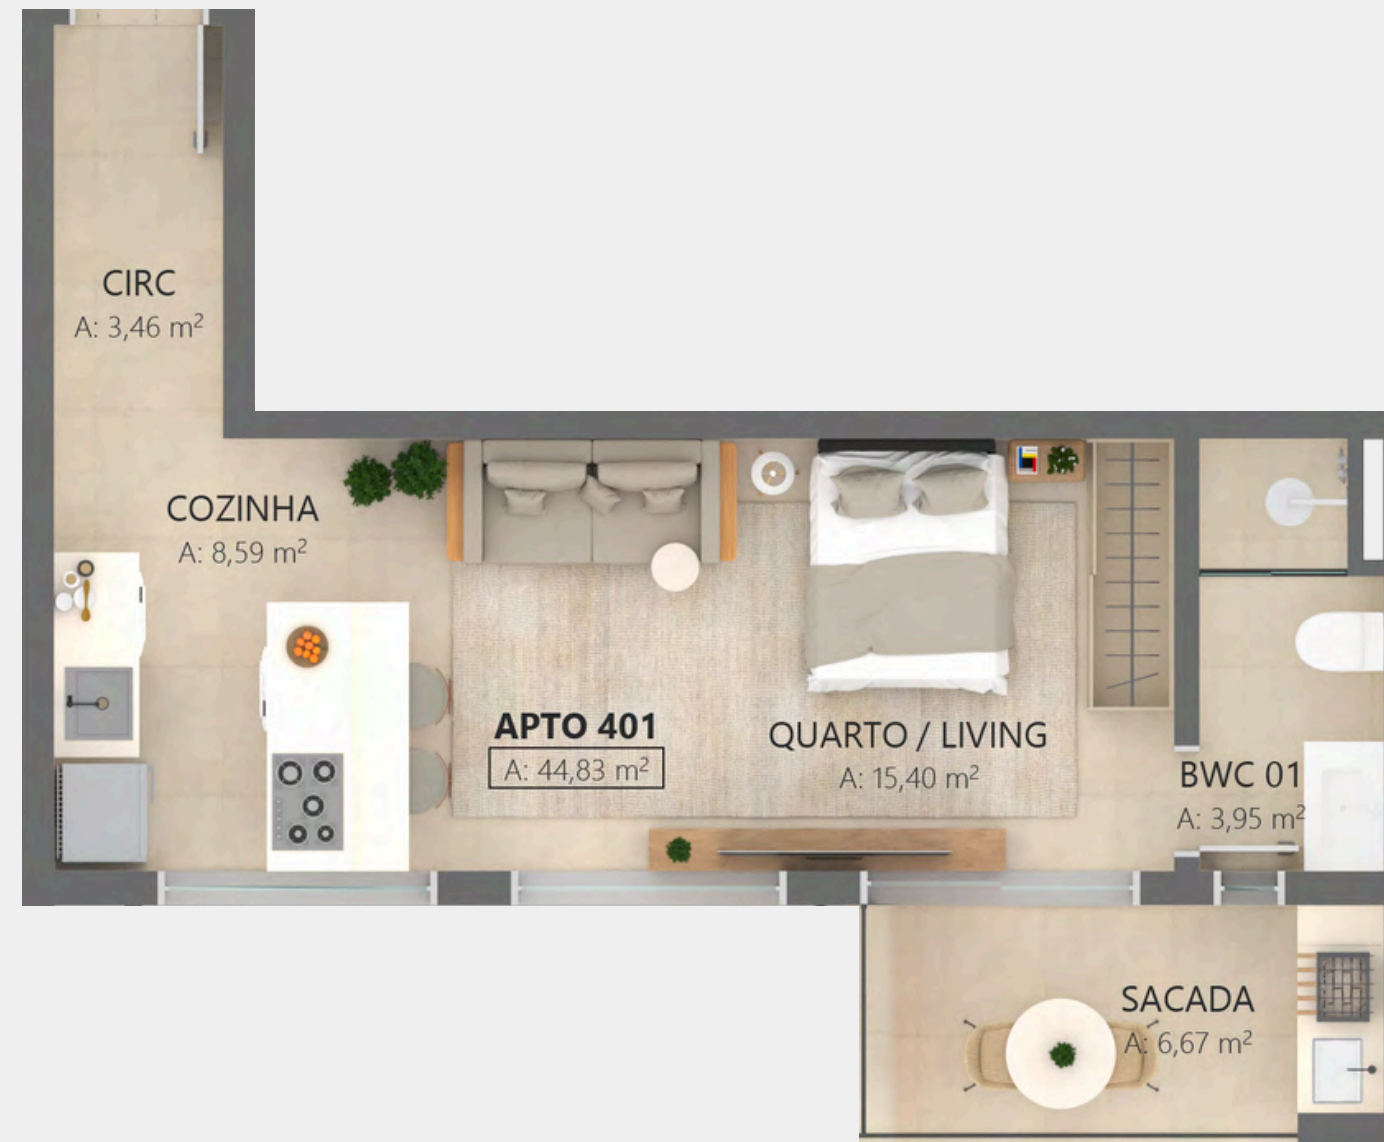 CIRC
A: 3,46 m²
COZINHA
A: 8,59 m²
APTO 401
A: 44,83 m²
QUARTO / LIVING
A: 15,40 m²
BWC 01
A: 3,95 m²
SACADA
A: 6,67 m²